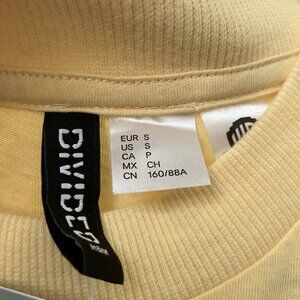 DIVIDED
H&M
EUR S
US S
CA P
MX CH
CN 160/88A